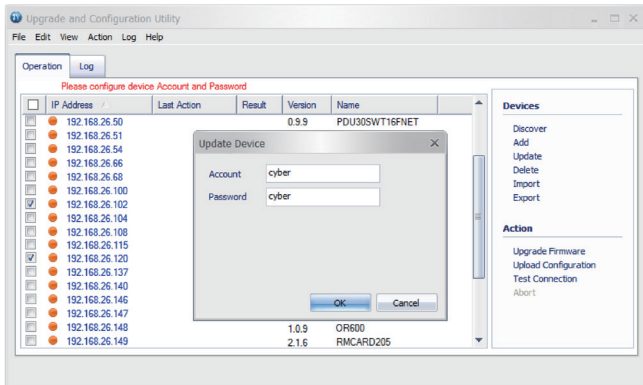 Upgrade and Configuration Utility
File Edit View Action Log Help
Operation Log
Please configure device Account and Password
IP Address Last Action Result Version Name
192.168.26.50 0.9.9 PDU30SWT16FNET
192.168.26.51
192.168.26.54
192.168.26.66
192.168.26.68
192.168.26.100
192.168.26.102
192.168.26.104
192.168.26.108
192.168.26.115
192.168.26.120
192.168.26.137
192.168.26.140
192.168.26.146
192.168.26.147
192.168.26.148 1.0.9 OR600
192.168.26.149 2.1.6 RMCARD205
Update Device
Account cyber
Password cyber
OK Cancel
Devices
Discover
Add
Update
Delete
Import
Export
Action
Upgrade Firmware
Upload Configuration
Test Connection
Abort